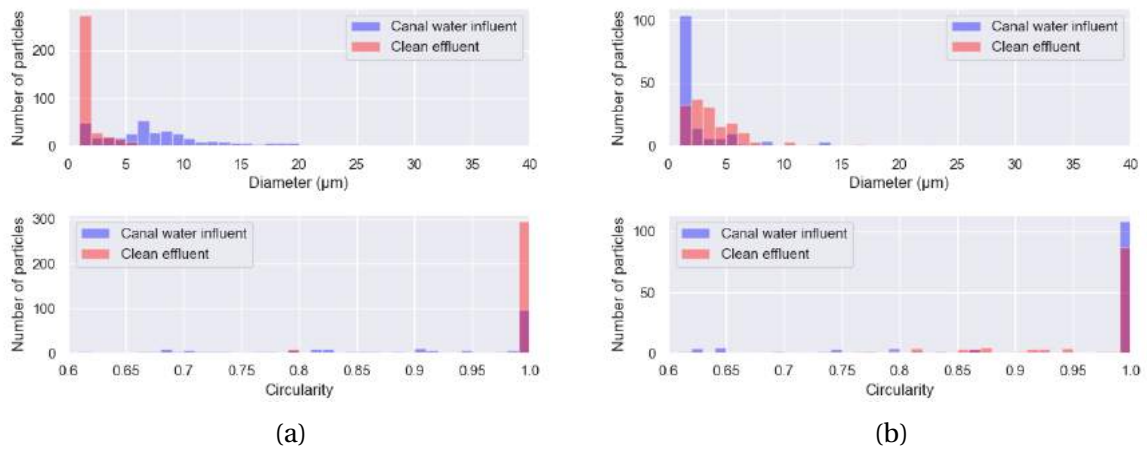 Number of particles
200
100
0
Canal water influent
Clean effluent
0 5 10 15 20 25 30 35 40
Diameter (µm)
Number of particles
300
200
100
0
Canal water influent
Clean effluent
0.6 0.65 0.7 0.75 0.8 0.85 0.9 0.95 1.0
Circularity
(a)
Number of particles
100
50
0
Canal water influent
Clean effluent
0 5 10 15 20 25 30 35 40
Diameter (µm)
Number of particles
100
50
0
Canal water influent
Clean effluent
0.6 0.65 0.7 0.75 0.8 0.85 0.9 0.95 1.0
Circularity
(b)